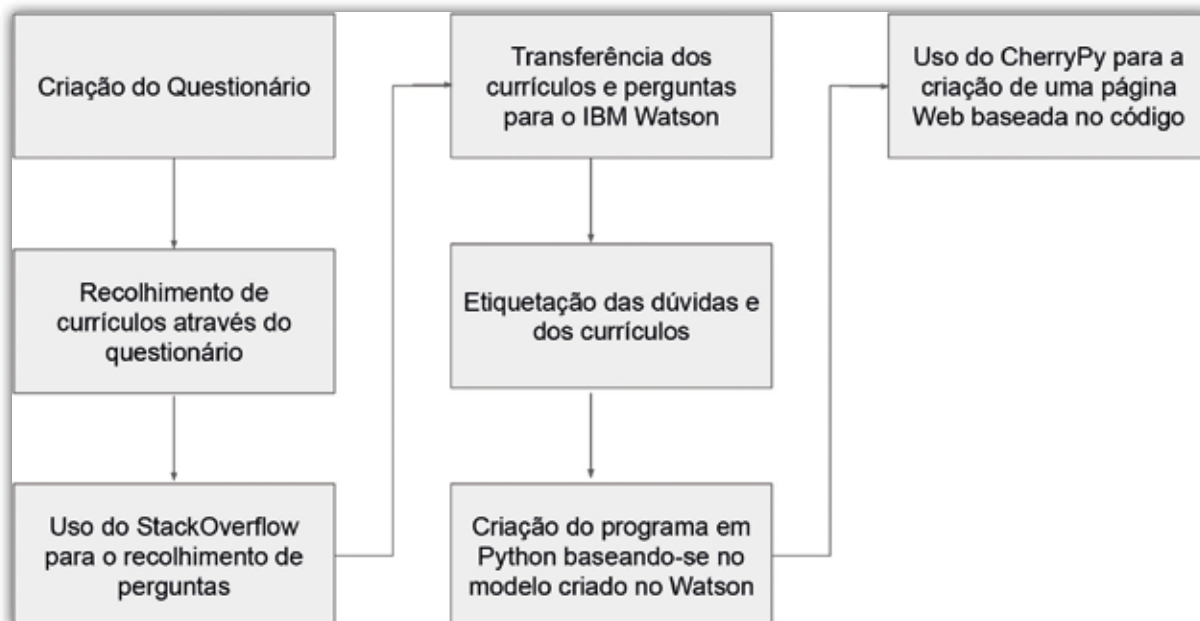 Criação do Questionário
Recolhimento de
currículos através do
questionário
Uso do StackOverflow
para o recolhimento de
perguntas
Transferência dos
currículos e perguntas
para o IBM Watson
Etiquetação das dúvidas e
dos currículos
Criação do programa em
Python baseando-se no
modelo criado no Watson
Uso do CherryPy para a
criação de uma página
Web baseada no código